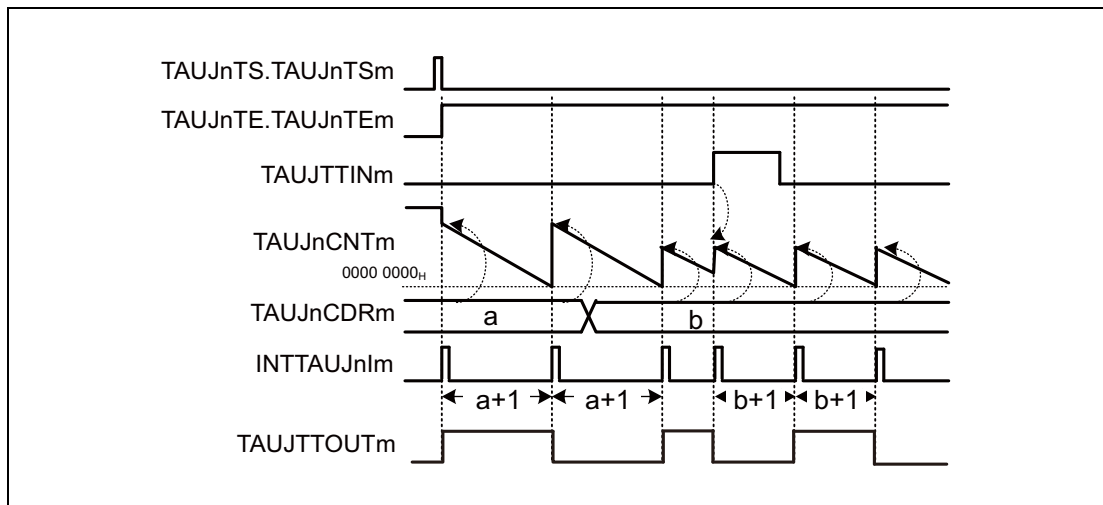 TAUJnTS.TAUJnTSm
TAUJnTE.TAUJnTEm
TAUJTTINm
TAUJnCNTm
0000 0000H
TAUJnCDRm
a
b
INTTAUJnIm
a+1
a+1
b+1
b+1
TAUJTTOUTm